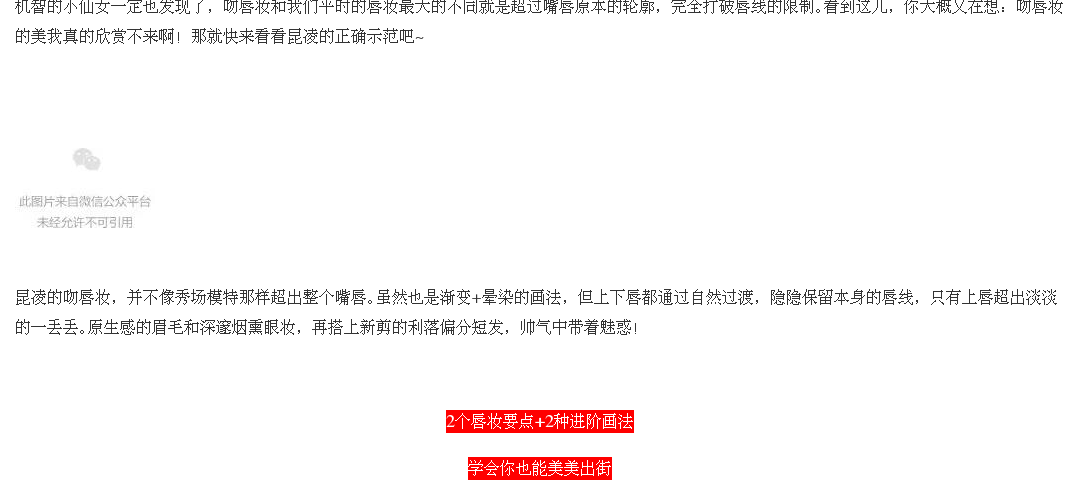 机智的小仙女一定也发现了，吻唇妆和我们平时的唇妆最大的不同就是超过嘴唇原本的轮廓，完全打破唇线的限制。看到这儿，你大概又在想：吻唇妆
的美我真的欣赏不来啊！那就快来看看昆凌的正确示范吧~
此图片来自微信公众平台
未经允许不可引用
昆凌的吻唇妆，并不像秀场模特那样超出整个嘴唇。虽然也是渐变+晕染的画法，但上下唇都通过自然过渡，隐隐保留本身的唇线，只有上唇超出淡淡
的一丢丢。原生感的眉毛和深邃烟熏眼妆，再搭上新剪的利落偏分短发，帅气中带着魅惑！
2个唇妆要点+2种进阶画法
学会你也能美美出街